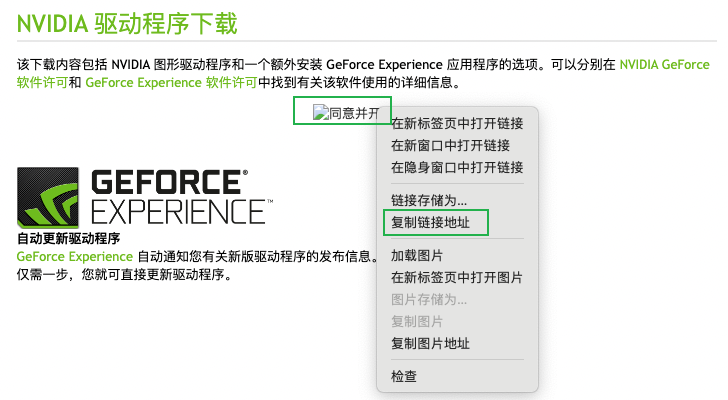 NVIDIA 驱动程序下载
该下载内容包括 NVIDIA 图形驱动程序和一个额外安装 GeForce Experience 应用程序的选项。可以分别在 NVIDIA GeForce
软件许可和 GeForce Experience 软件许可中找到有关该软件使用的详细信息。
同意并开
在新标签页中打开链接
在新窗口中打开链接
在隐身窗口中打开链接
链接存储为...
复制链接地址
加载图片
在新标签页中打开图片
图片存储为...
复制图片
复制图片地址
检查
GEFORCE®
EXPERIENCE™
自动更新驱动程序
GeForce Experience 自动通知您有关新版驱动程序的发布信息。
仅需一步，您就可直接更新驱动程序。